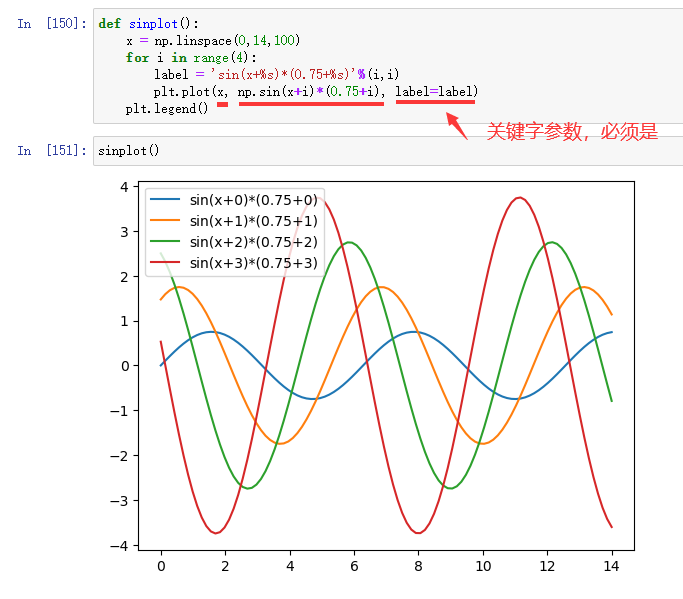 In [150]: def sinplot():
x = np.linspace(0,14,100)
for i in range(4):
label = 'sin(x+%s)*(0.75+%s)'%(i,i)
plt.plot(x, np.sin(x+i)*(0.75+i), label=label)
plt.legend()
关键字参数，必须是
In [151]: sinplot()
sin(x+0)*(0.75+0)
sin(x+1)*(0.75+1)
sin(x+2)*(0.75+2)
sin(x+3)*(0.75+3)
4
3
2
1
0
−1
−2
−3
−4
0 2 4 6 8 10 12 14